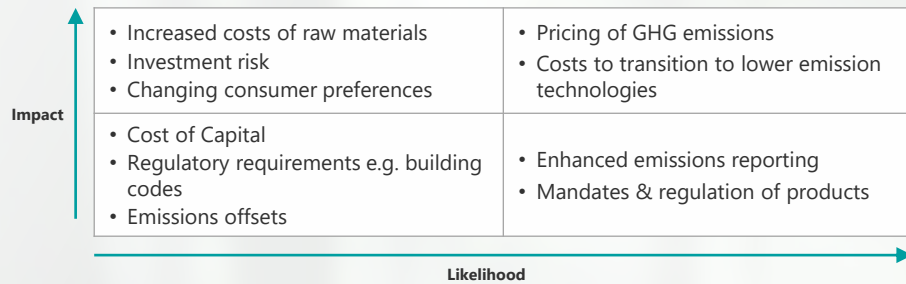 • Increased costs of raw materials
• Investment risk
• Changing consumer preferences
• Pricing of GHG emissions
• Costs to transition to lower emission
technologies
Impact
• Cost of Capital
• Regulatory requirements e.g. building
codes
• Emissions offsets
• Enhanced emissions reporting
• Mandates & regulation of products
Likelihood